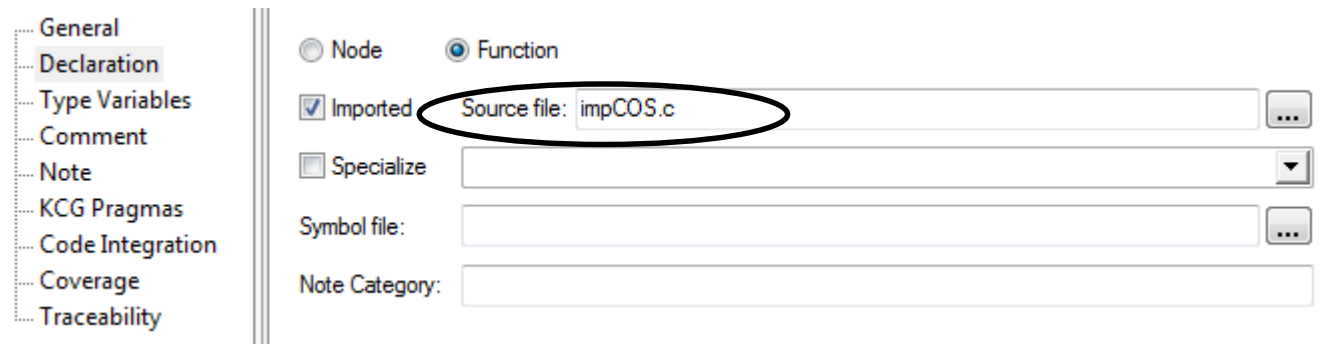 General
Declaration
Type Variables
Comment
Note
KCG Pragmas
Code Integration
Coverage
Traceability
Node Function
Imported Source file: impCOS.c ...
Specialize
Symbol file: ...
Note Category: